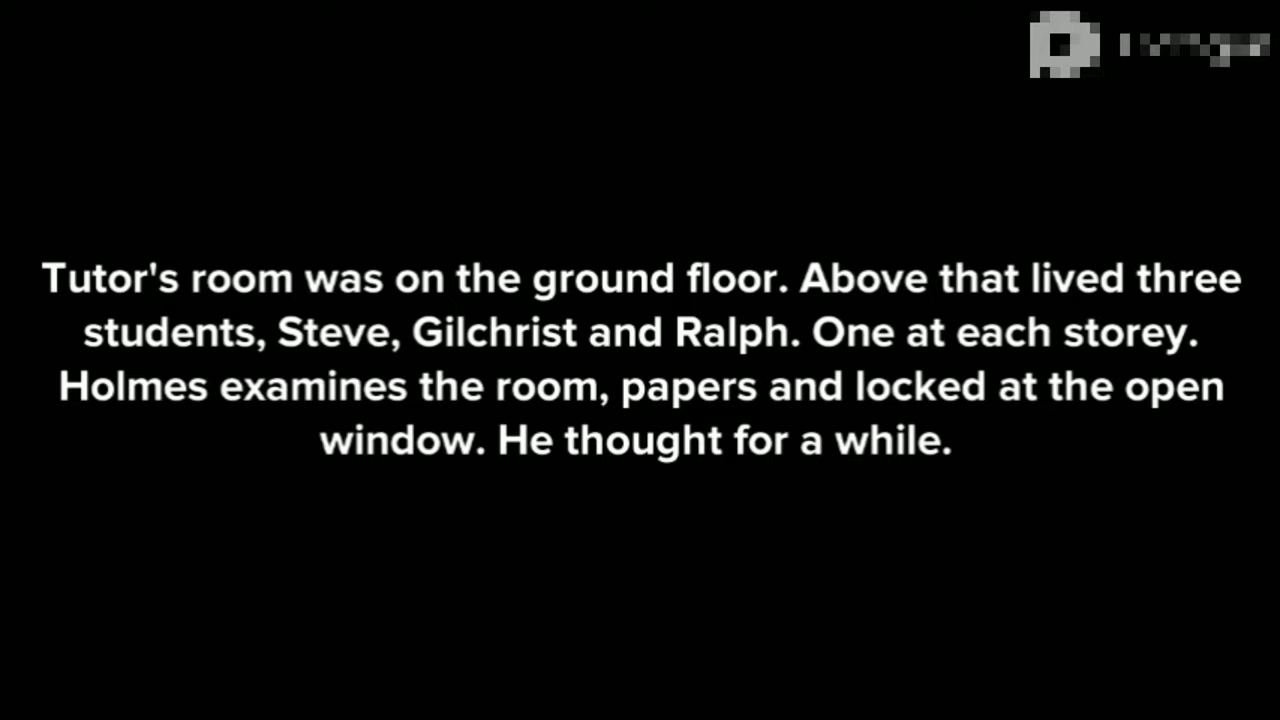 Tutor's room was on the ground floor. Above that lived three
students, Steve, Gilchrist and Ralph. One at each storey.
Holmes examines the room, papers and locked at the open
window. He thought for a while.